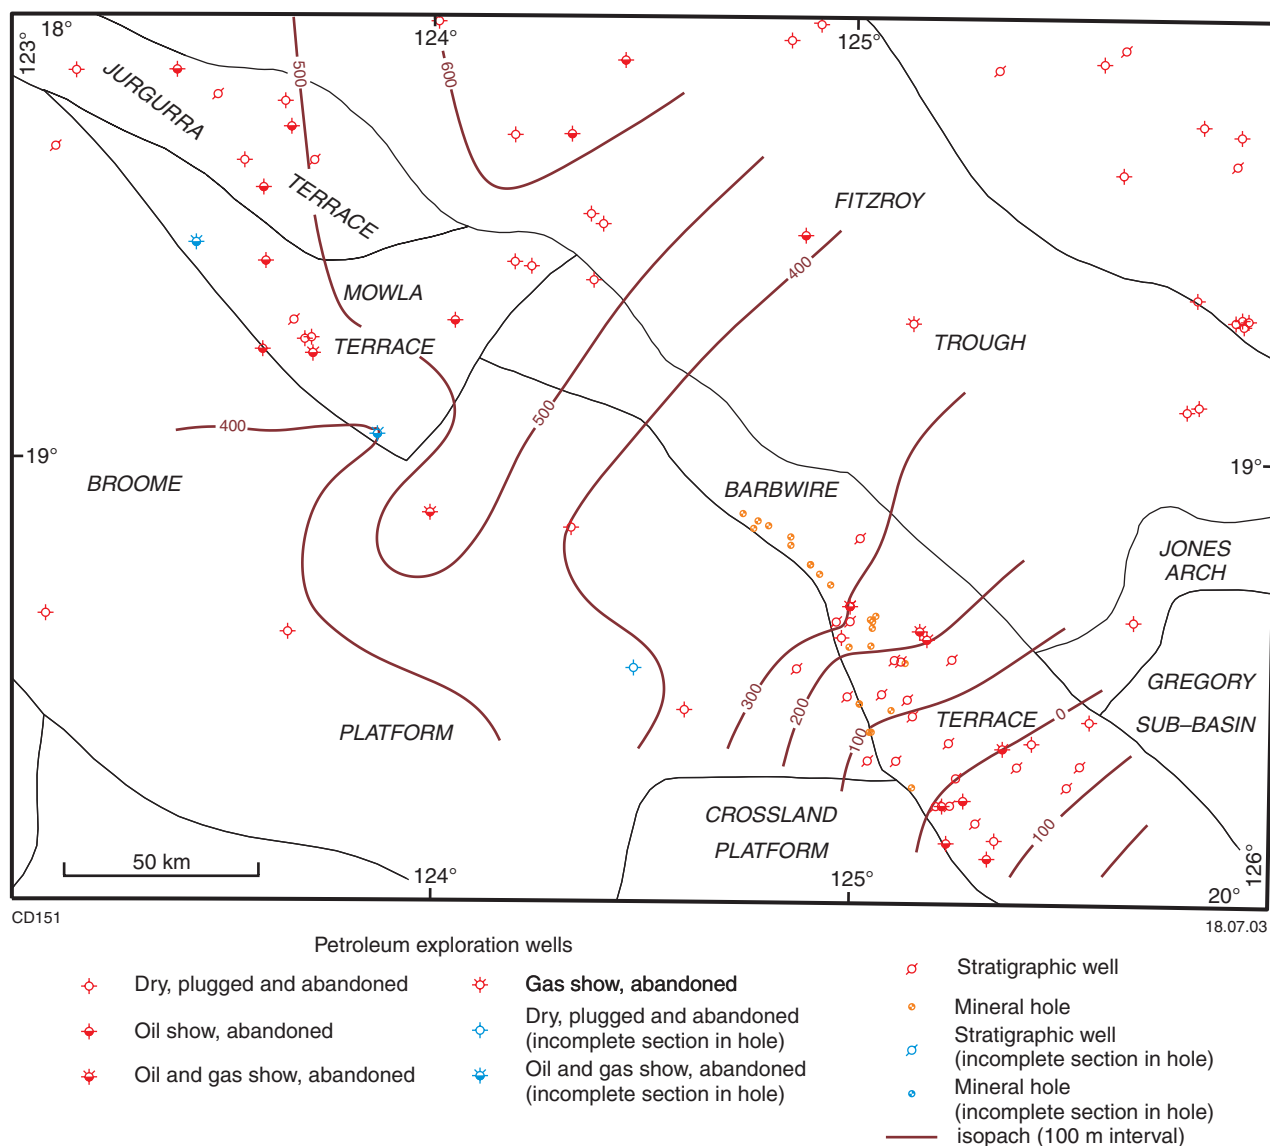 18°
123°
124°
125°
JURGURRA
TERRACE
500
600
FITZROY
400
MOWLA
TERRACE
TROUGH
500
400
19°
19°
BROOME
BARBWIRE
JONES
ARCH
GREGORY
SUB–BASIN
300
200
100
TERRACE
0
PLATFORM
CROSSLAND
PLATFORM
100
50 km
124°
125°
20°
126°
CD151
18.07.03
Petroleum exploration wells
Dry, plugged and abandoned
Oil show, abandoned
Oil and gas show, abandoned
Gas show, abandoned
Dry, plugged and abandoned
(incomplete section in hole)
Oil and gas show, abandoned
(incomplete section in hole)
Stratigraphic well
Mineral hole
Stratigraphic well
(incomplete section in hole)
Mineral hole
(incomplete section in hole)
isopach (100 m interval)